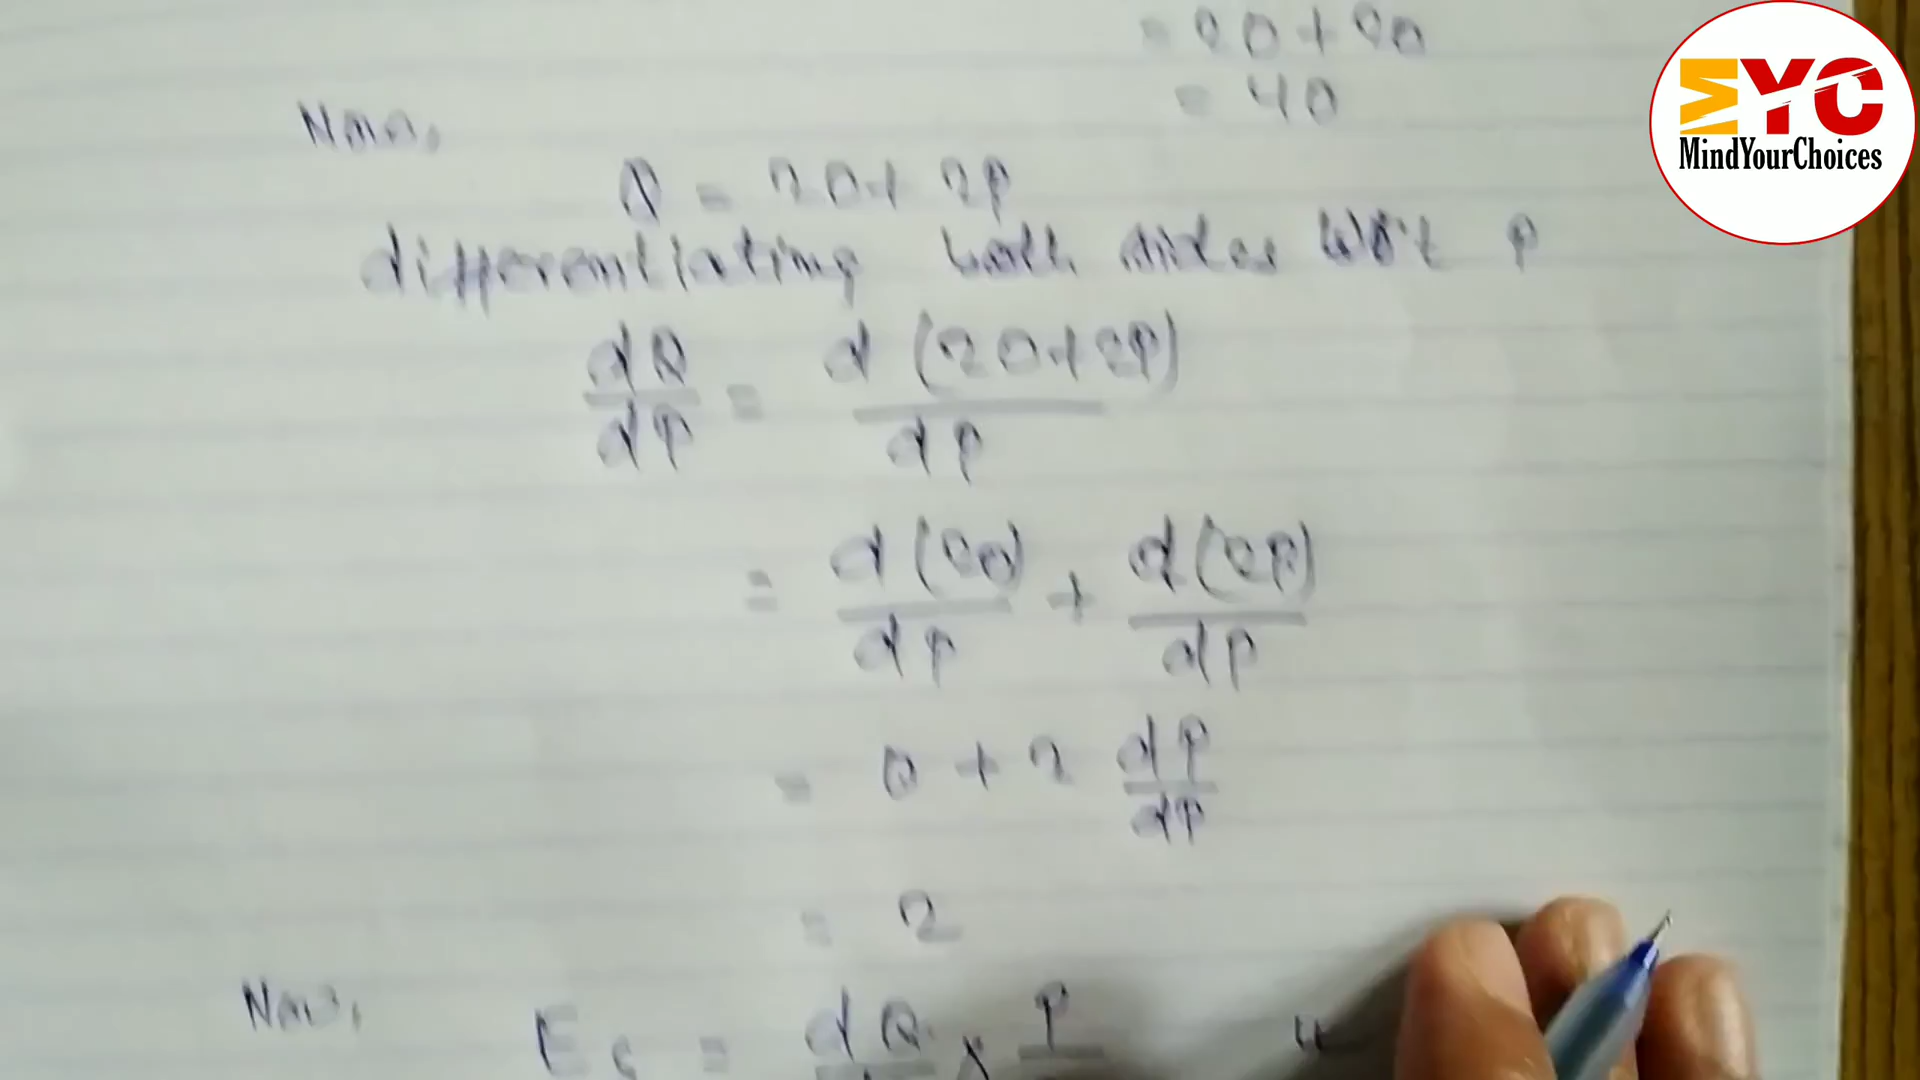 = 20+20
= 40
Now,
Q = 20+ 2P
differentiating both sides w.r.t P
dQ/dP = d (20+2P)/dP
= d (20)/dP + d(2P)/dP
= 0 + 2 dP/dP
= 2
Now, Es = dQ/d × P
MYC
MindYourChoices